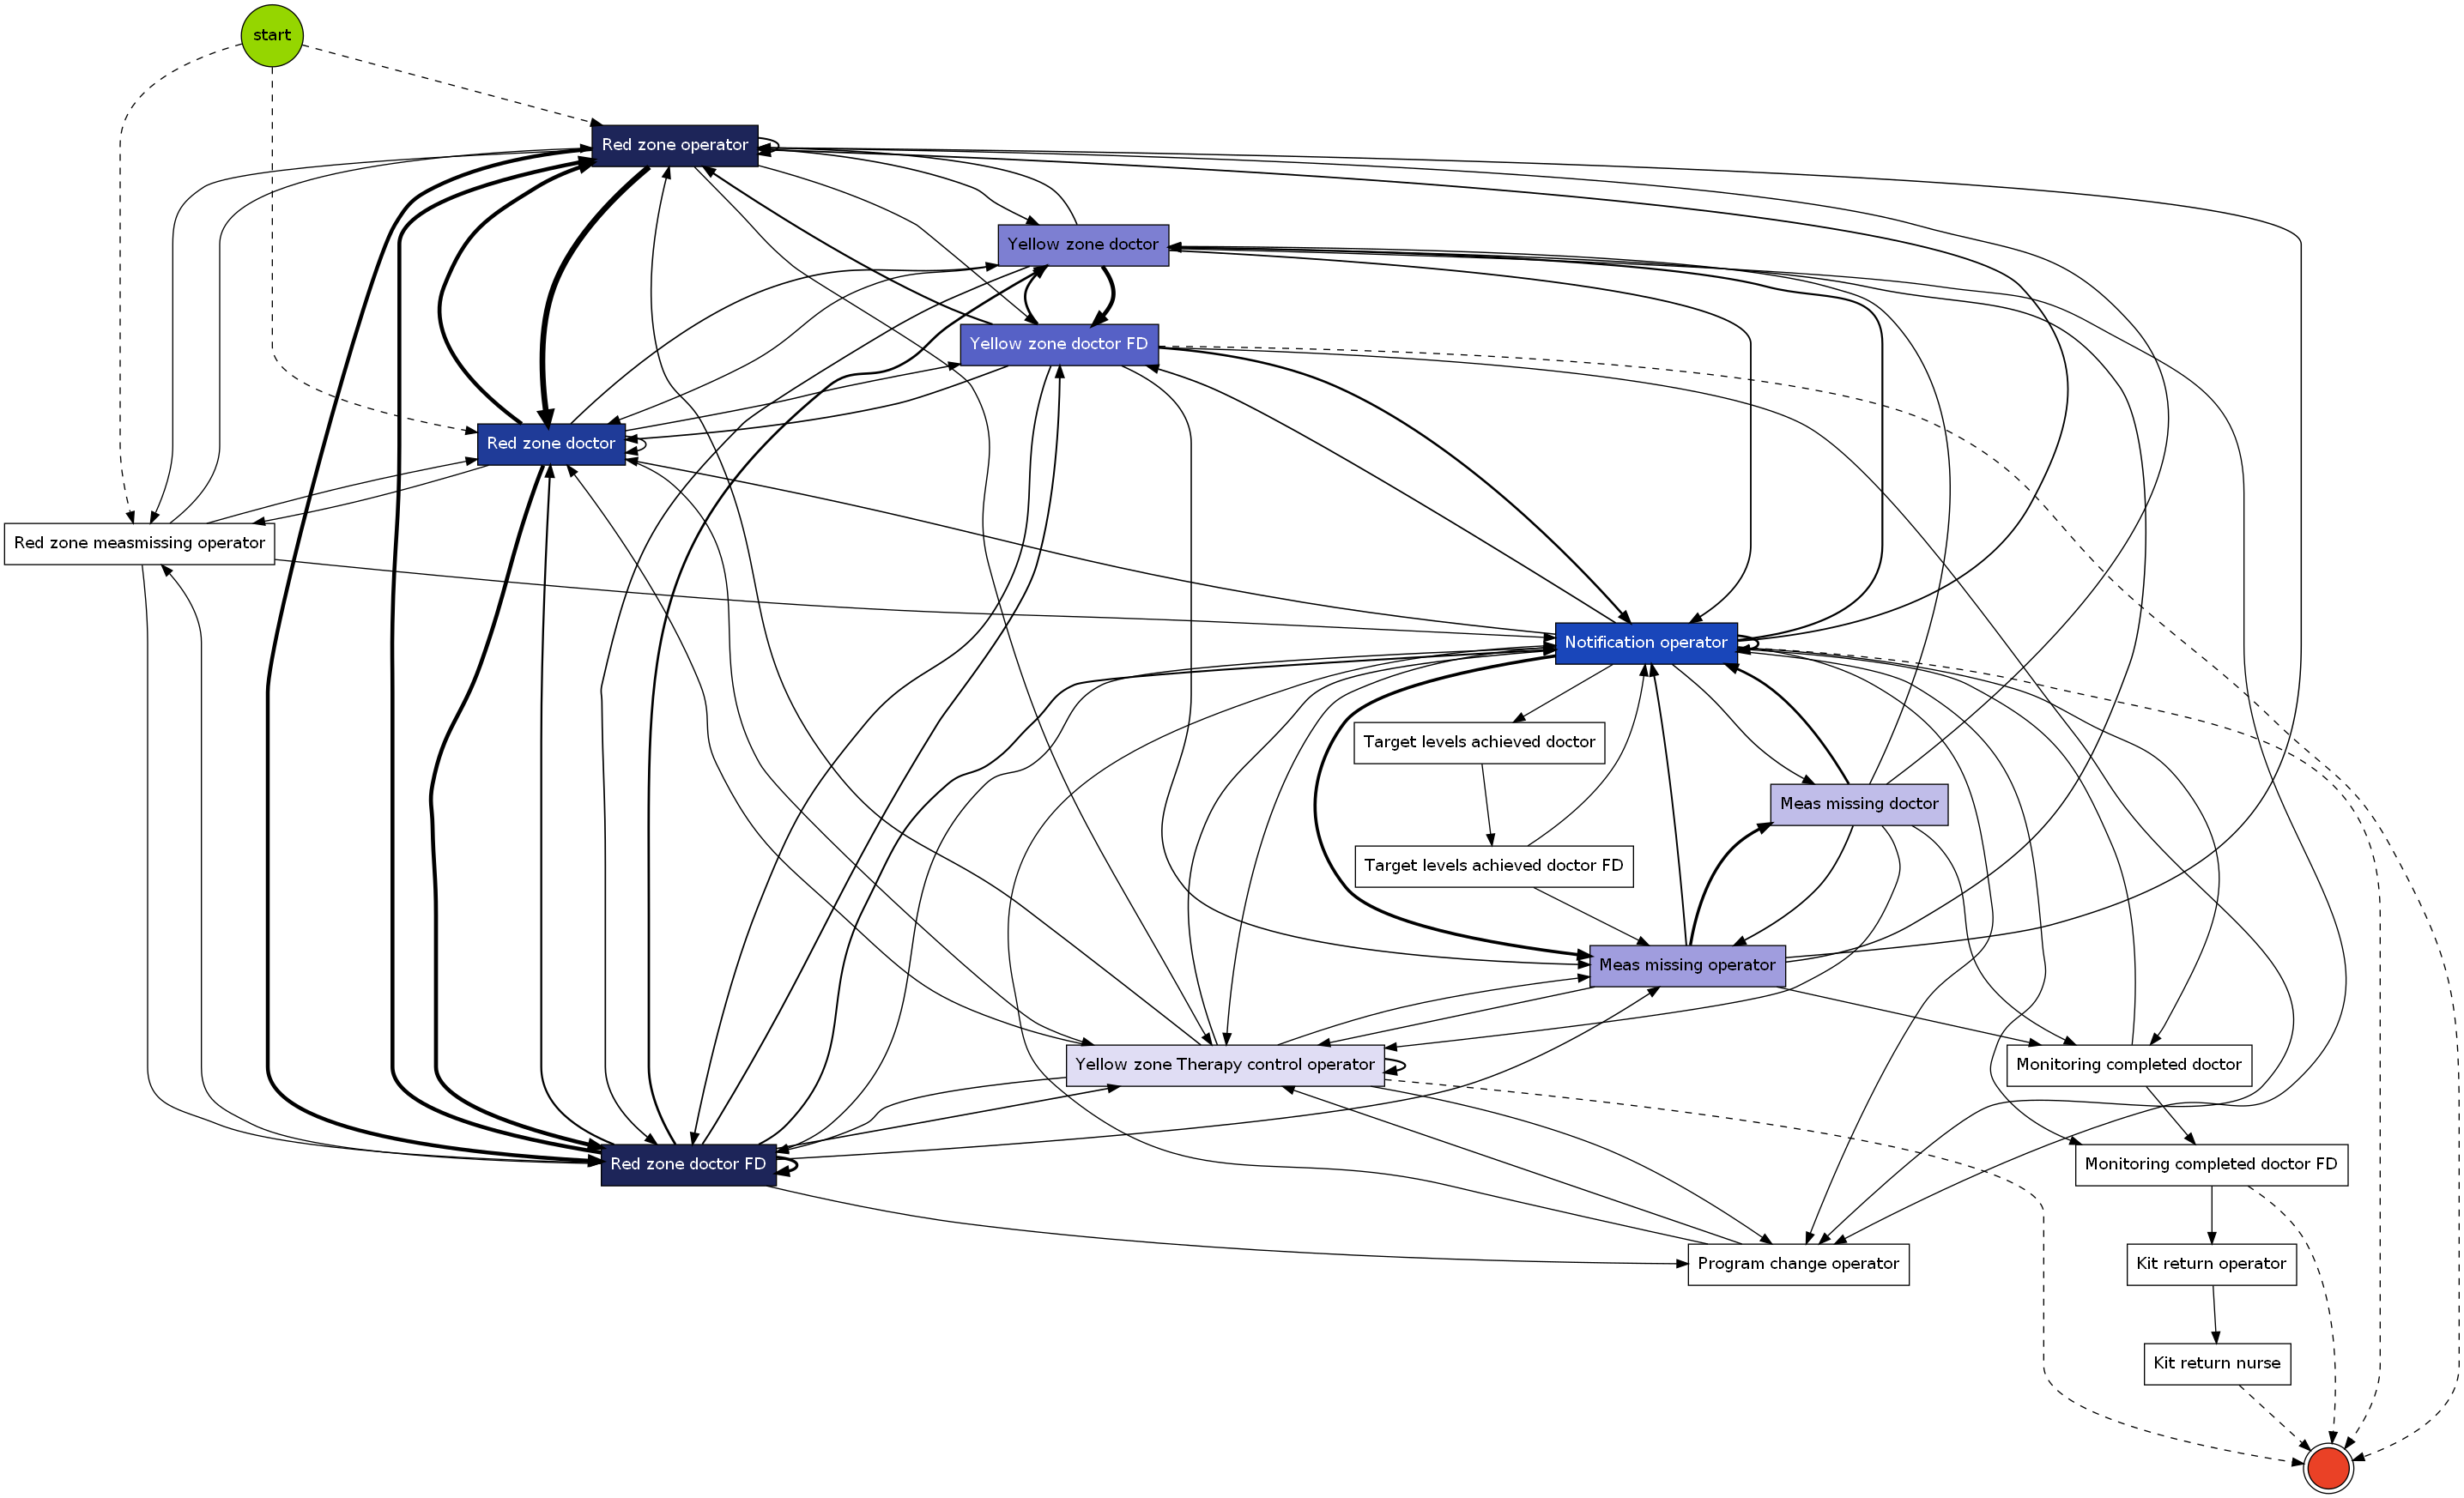 start
Red zone operator
Yellow zone doctor
Yellow zone doctor FD
Red zone doctor
Red zone measmissing operator
Notification operator
Target levels achieved doctor
Meas missing doctor
Target levels achieved doctor FD
Meas missing operator
Yellow zone Therapy control operator
Monitoring completed doctor
Red zone doctor FD
Monitoring completed doctor FD
Program change operator
Kit return operator
Kit return nurse